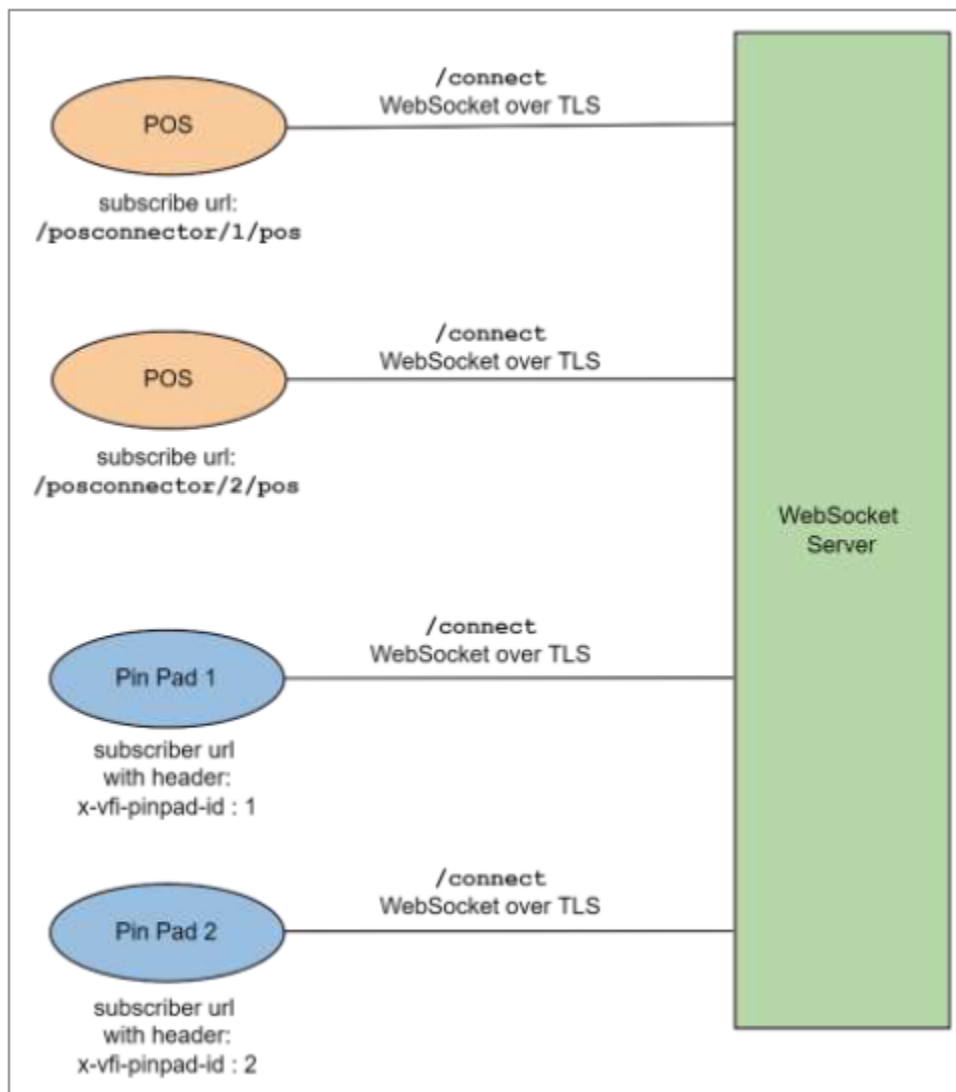 /connect
WebSocket over TLS
POS
subscribe url:
/posconnector/1/pos
/connect
WebSocket over TLS
POS
subscribe url:
/posconnector/2/pos
WebSocket
Server
/connect
WebSocket over TLS
Pin Pad 1
subscriber url
with header:
x-vfi-pinpad-id : 1
/connect
WebSocket over TLS
Pin Pad 2
subscriber url
with header:
x-vfi-pinpad-id : 2